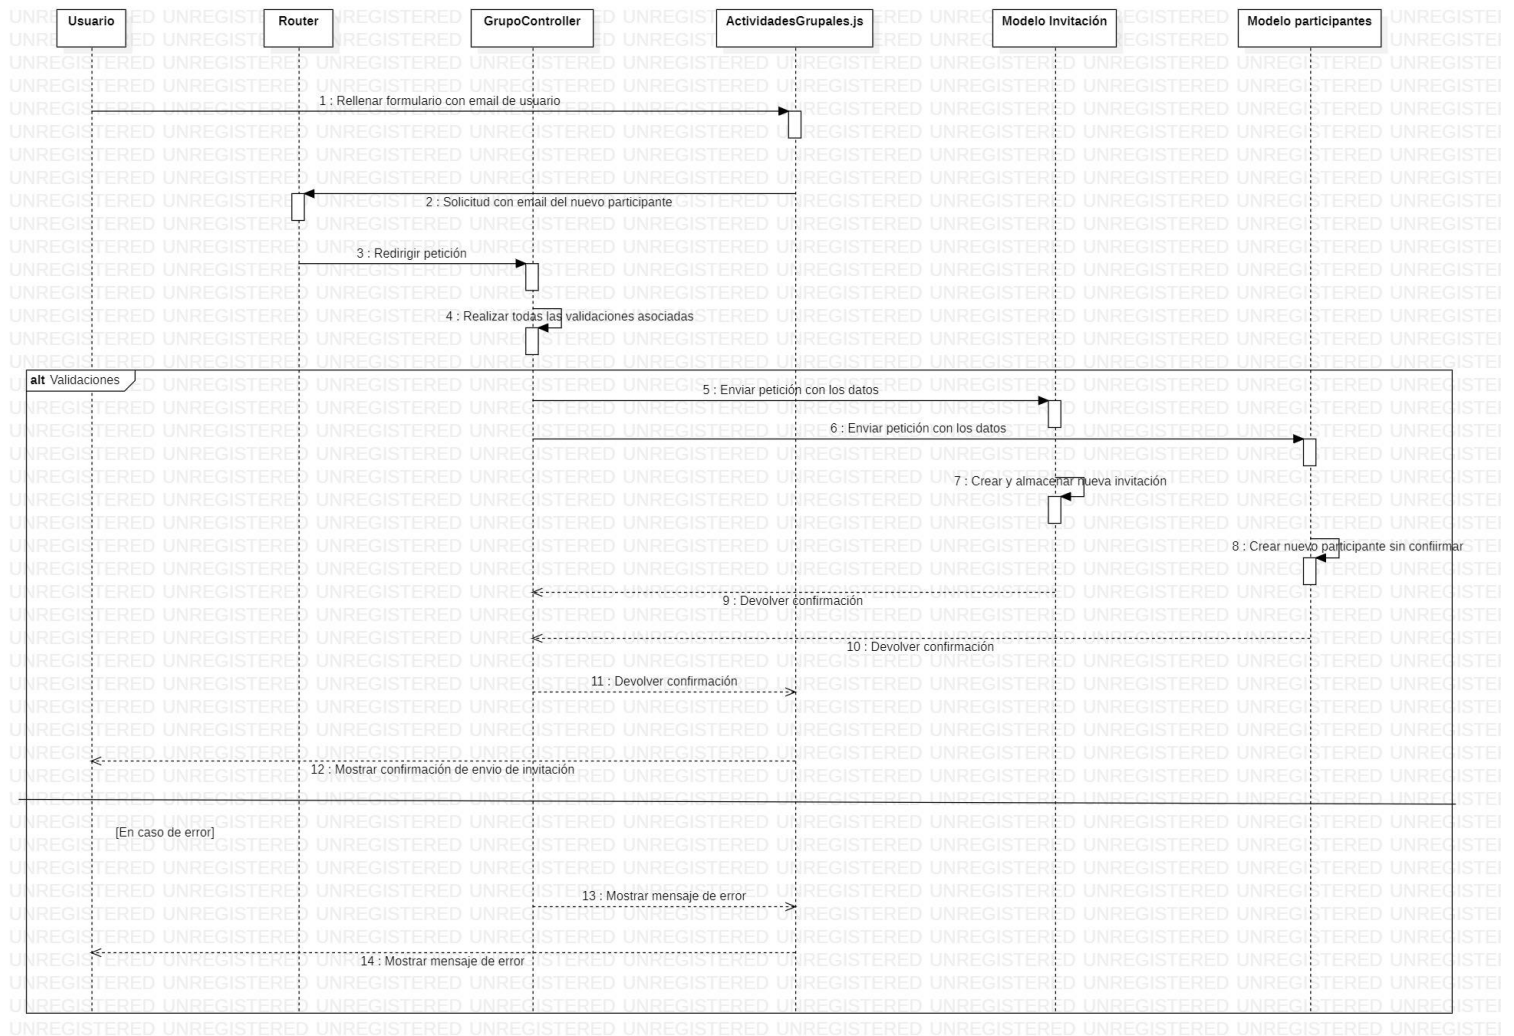 Usuario
Router
GrupoController
ActividadesGrupales.js
Modelo Invitación
Modelo participantes
1 : Rellenar formulario con email de usuario
2 : Solicitud con email del nuevo participante
3 : Redirigir petición
4 : Realizar todas las validaciones asociadas
alt Validaciones
5 : Enviar petición con los datos
6 : Enviar petición con los datos
7 : Crear y almacenar nueva invitación
8 : Crear nuevo participante sin confiirmar
9 : Devolver confirmación
10 : Devolver confirmación
11 : Devolver confirmación
12 : Mostrar confirmación de envio de invitación
[En caso de error]
13 : Mostrar mensaje de error
14 : Mostrar mensaje de error
UNREGISTERED